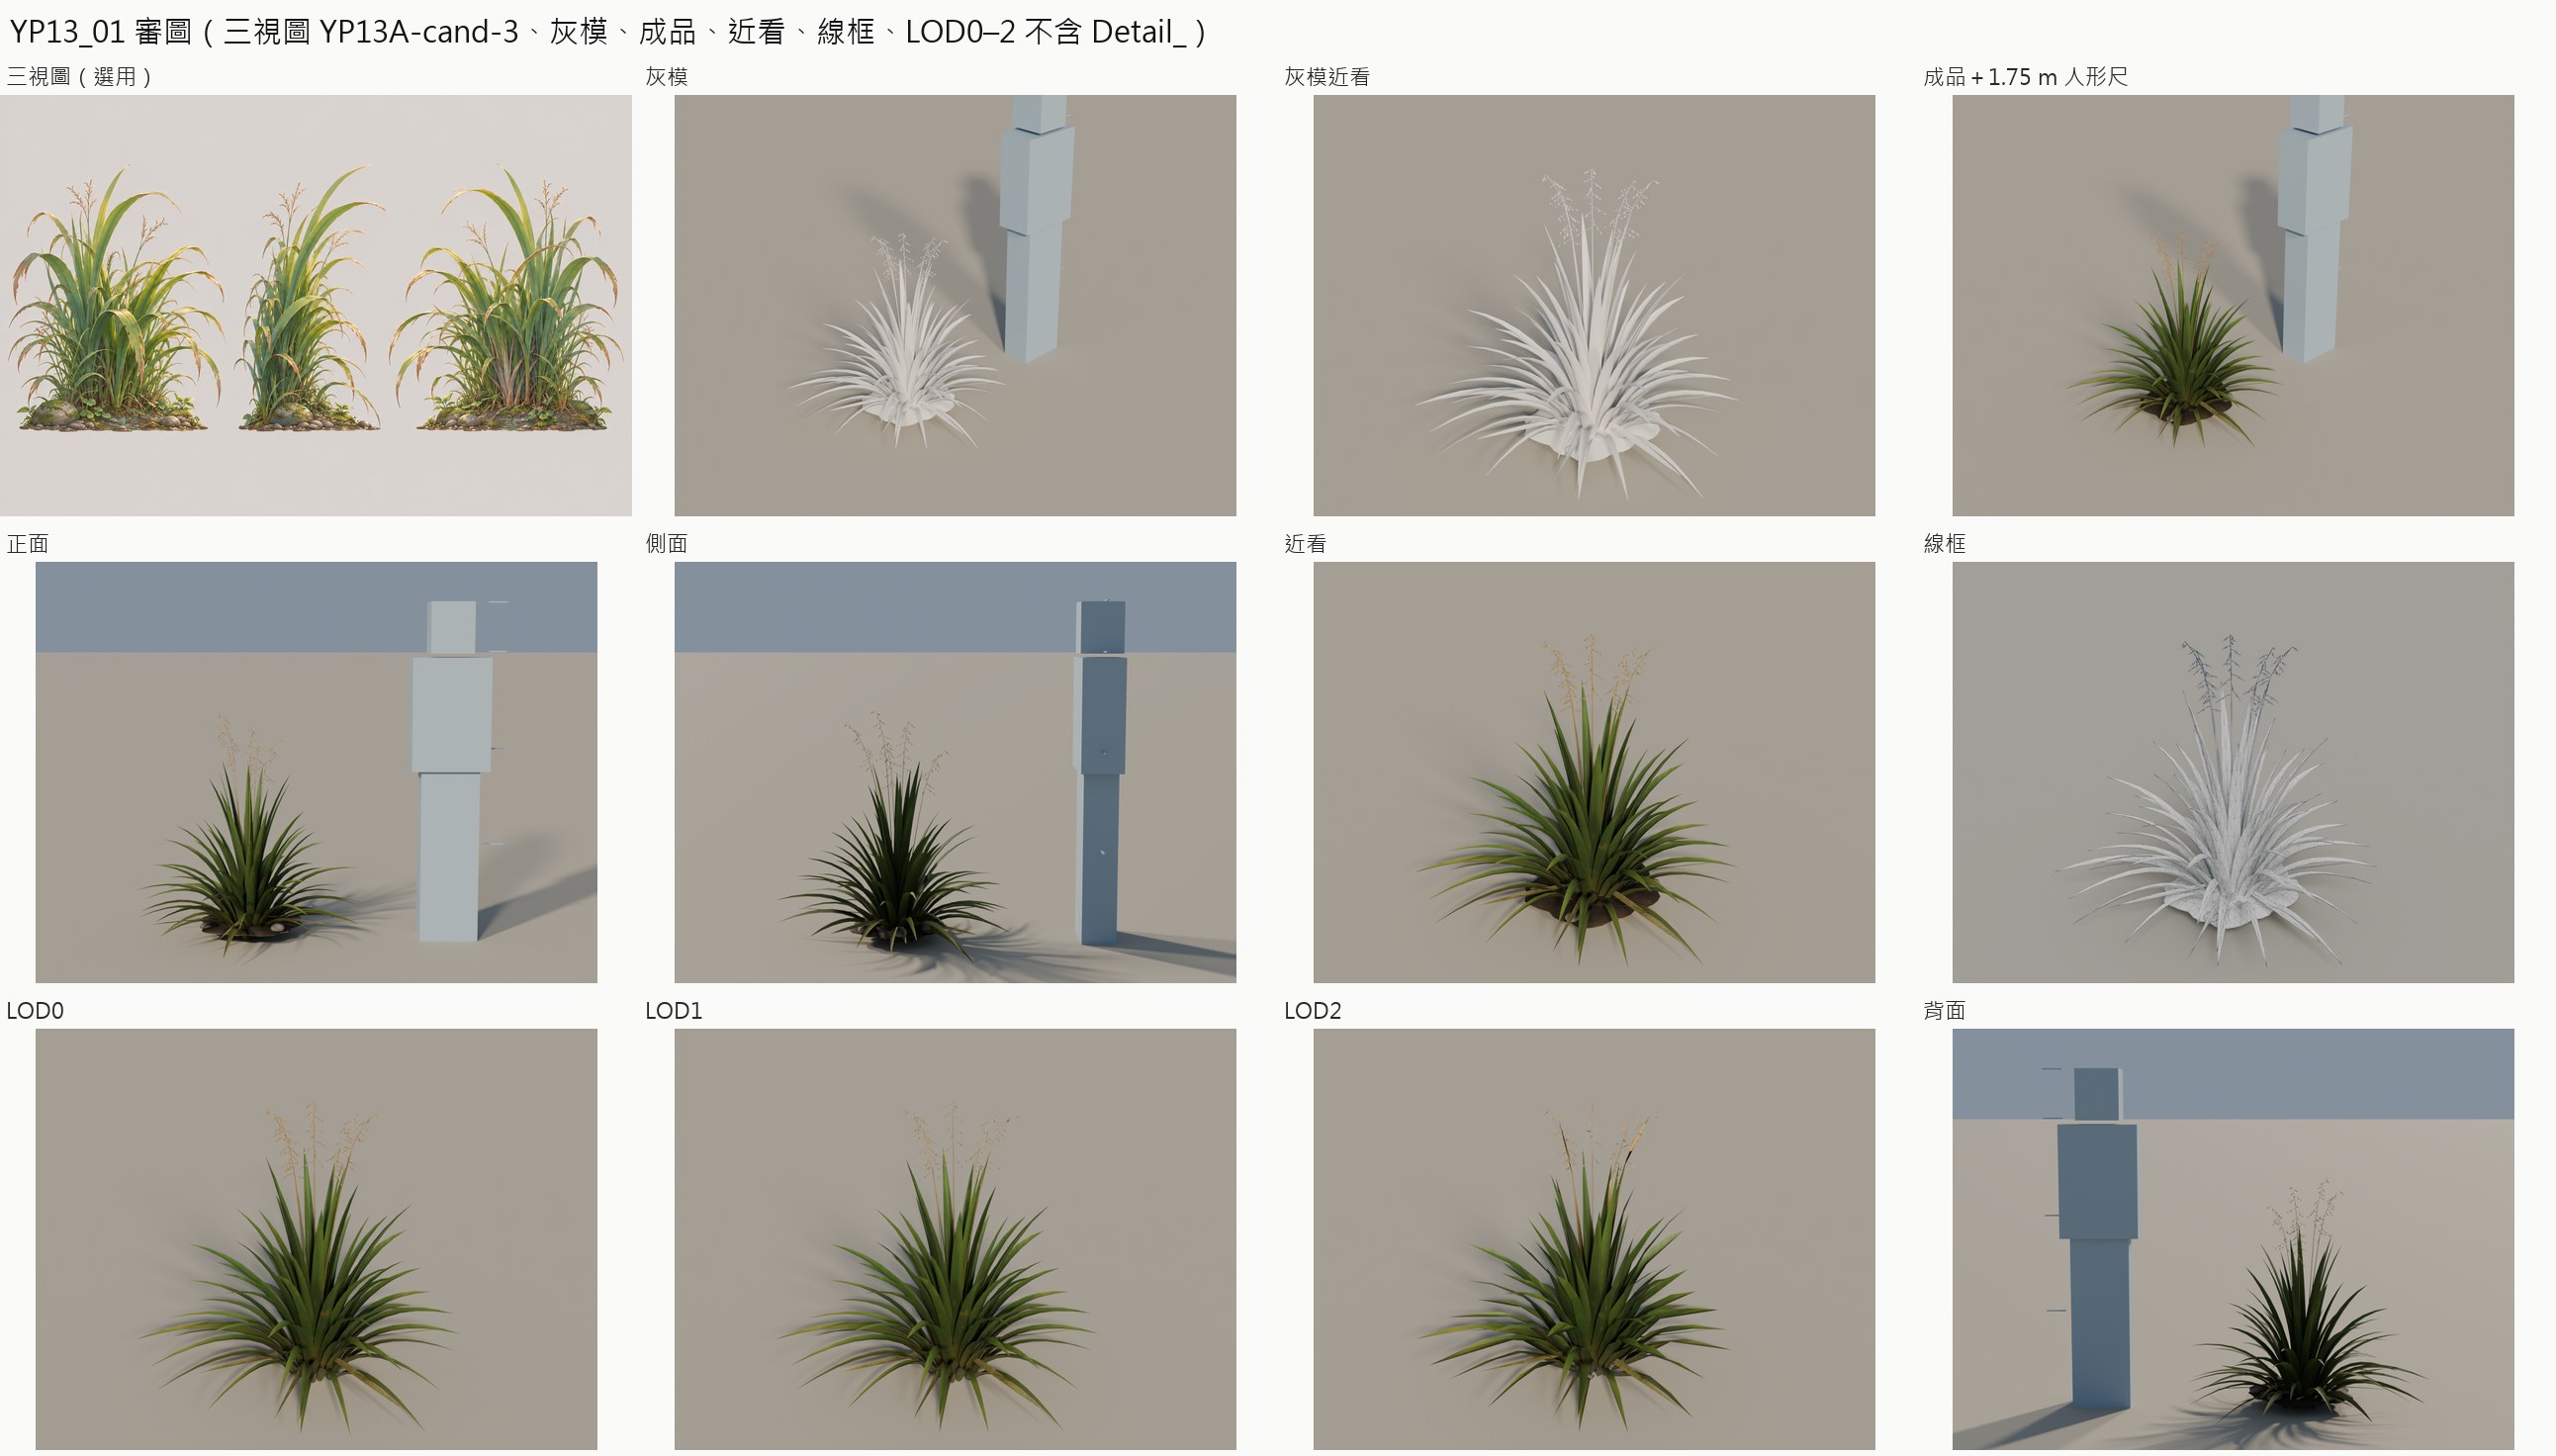 YP13_01 審圖（三視圖 YP13A-cand-3、灰模、成品、近看、線框、LOD0–2 不含 Detail_）
三視圖（選用）
灰模
灰模近看
成品＋1.75 m 人形尺
正面
側面
近看
線框
LOD0
LOD1
LOD2
背面